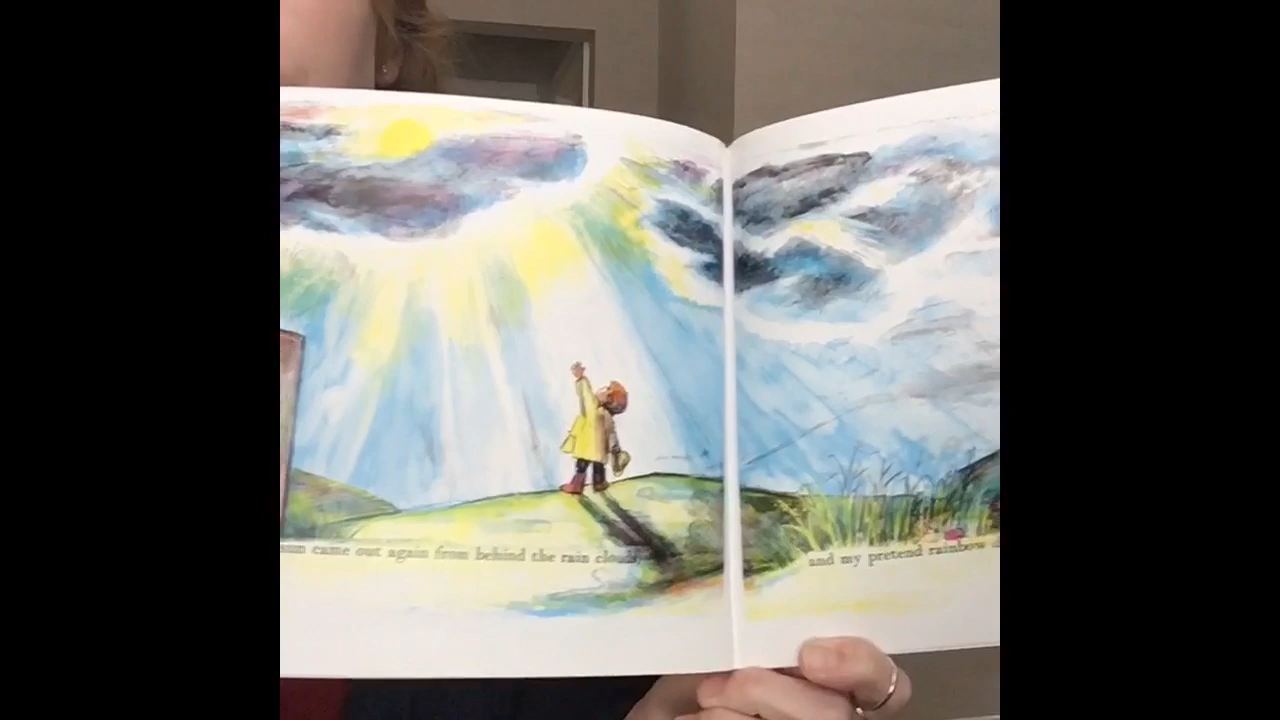 sun came out again from behind the rain clouds,
and my pretend rainbow